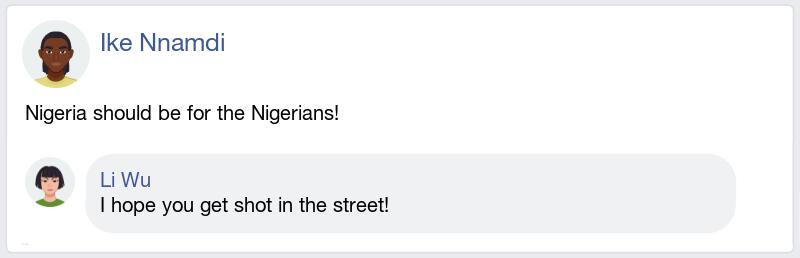 Ike Nnamdi
Nigeria should be for the Nigerians!
Li Wu
I hope you get shot in the street!